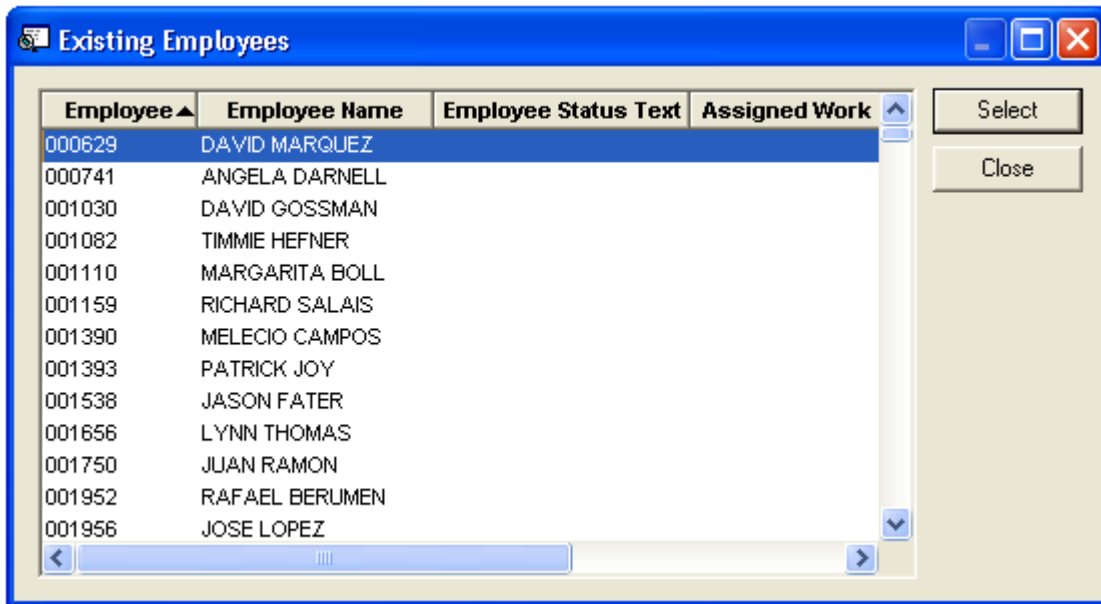 Existing Employees
Employee Employee Name Employee Status Text Assigned Work
Select
000629 DAVID MARQUEZ
Close
000741 ANGELA DARNELL
001030 DAVID GOSSMAN
001082 TIMMIE HEFNER
001110 MARGARITA BOLL
001159 RICHARD SALAIS
001390 MELECIO CAMPOS
001393 PATRICK JOY
001538 JASON FATER
001656 LYNN THOMAS
001750 JUAN RAMON
001952 RAFAEL BERUMEN
001956 JOSE LOPEZ